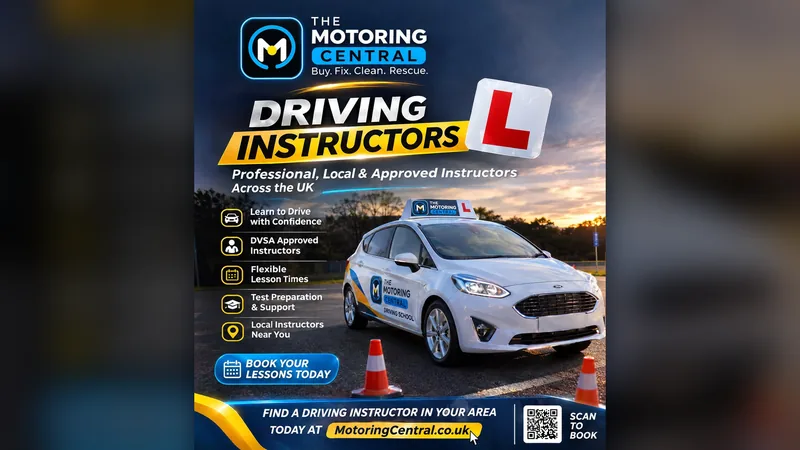 THE
MOTORING
CENTRAL
Buy. Fix. Clean. Rescue.
DRIVING
INSTRUCTORS
L
Professional, Local & Approved Instructors
Across the UK
Learn to Drive
with Confidence
DVSA Approved
Instructors
Flexible
Lesson Times
Test Preparation
& Support
Local Instructors
Near You
THE
MOTORING
L
THE
MOTORING
CENTRAL
DRIVING SCHOOL
BOOK YOUR
LESSONS TODAY
FIND A DRIVING INSTRUCTOR IN YOUR AREA
TODAY AT MotoringCentral.co.uk
SCAN
TO
BOOK